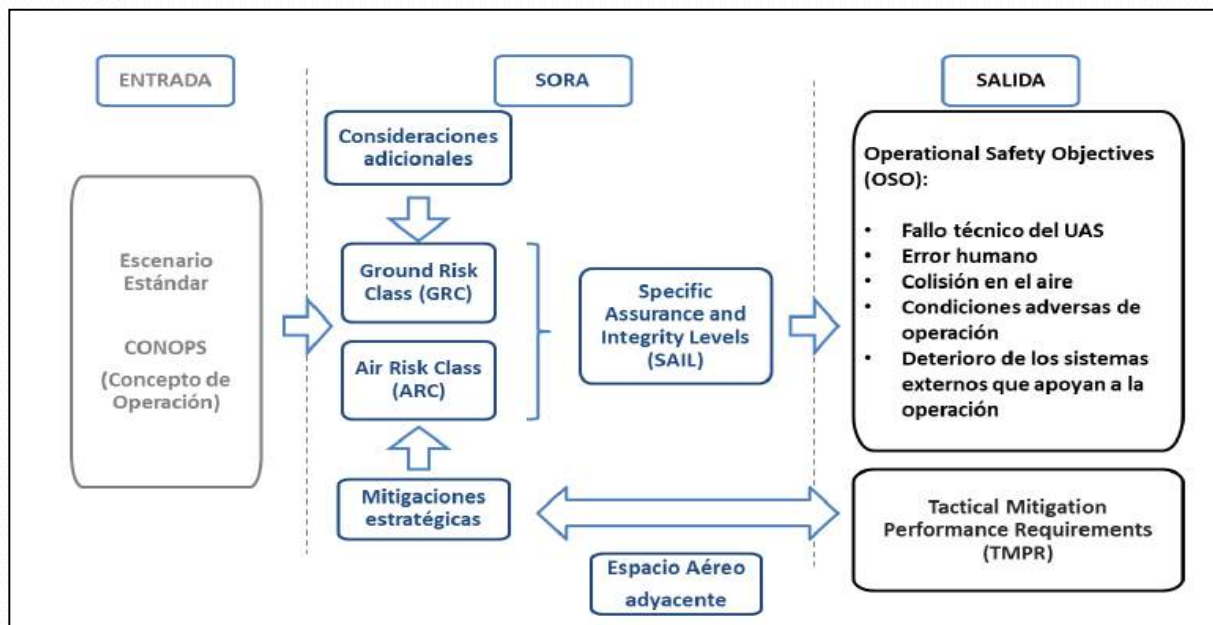 ENTRADA
SORA
SALIDA
Escenario
Estándar
CONOPS
(Concepto de
Operación)
Consideraciones
adicionales
Ground Risk
Class (GRC)
Air Risk Class
(ARC)
Mitigaciones
estratégicas
Specific
Assurance and
Integrity Levels
(SAIL)
Espacio Aéreo
adyacente
Operational Safety Objectives
(OSO):
• Fallo técnico del UAS
• Error humano
• Colisión en el aire
• Condiciones adversas de
operación
• Deterioro de los sistemas
externos que apoyan a la
operación
Tactical Mitigation
Performance Requirements
(TMPR)